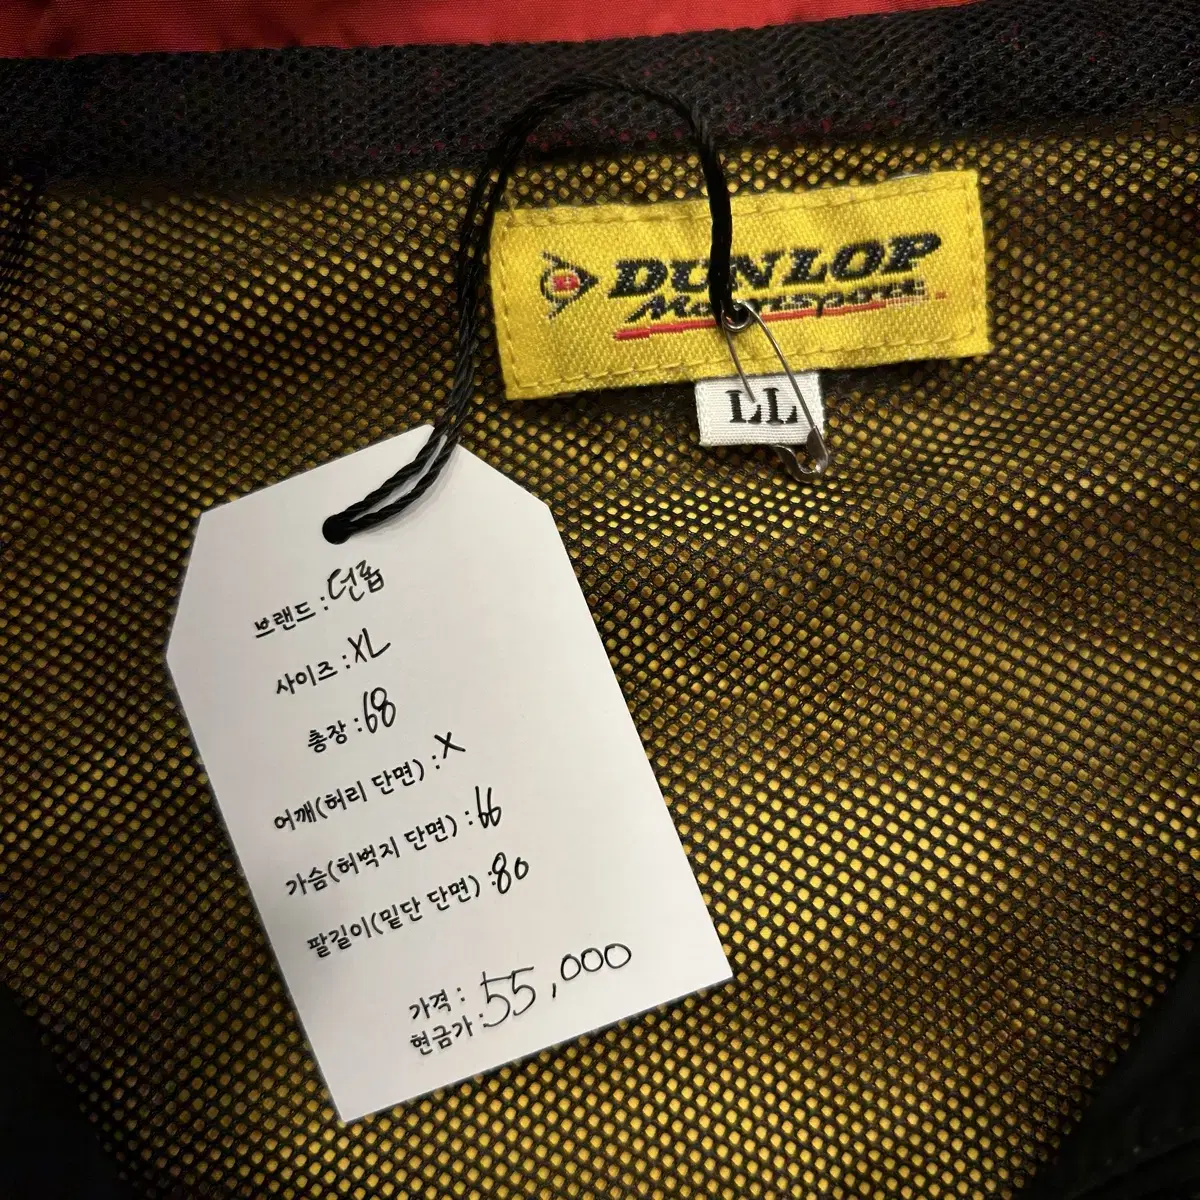 DUNLOP
Motorsport
LL
브랜드 : 던롭
사이즈 : XL
총장 : 68
어깨(허리 단면) : X
가슴(허벅지 단면) : 66
팔길이(밑단 단면) : 80
가격 :
현금가 : 55,000